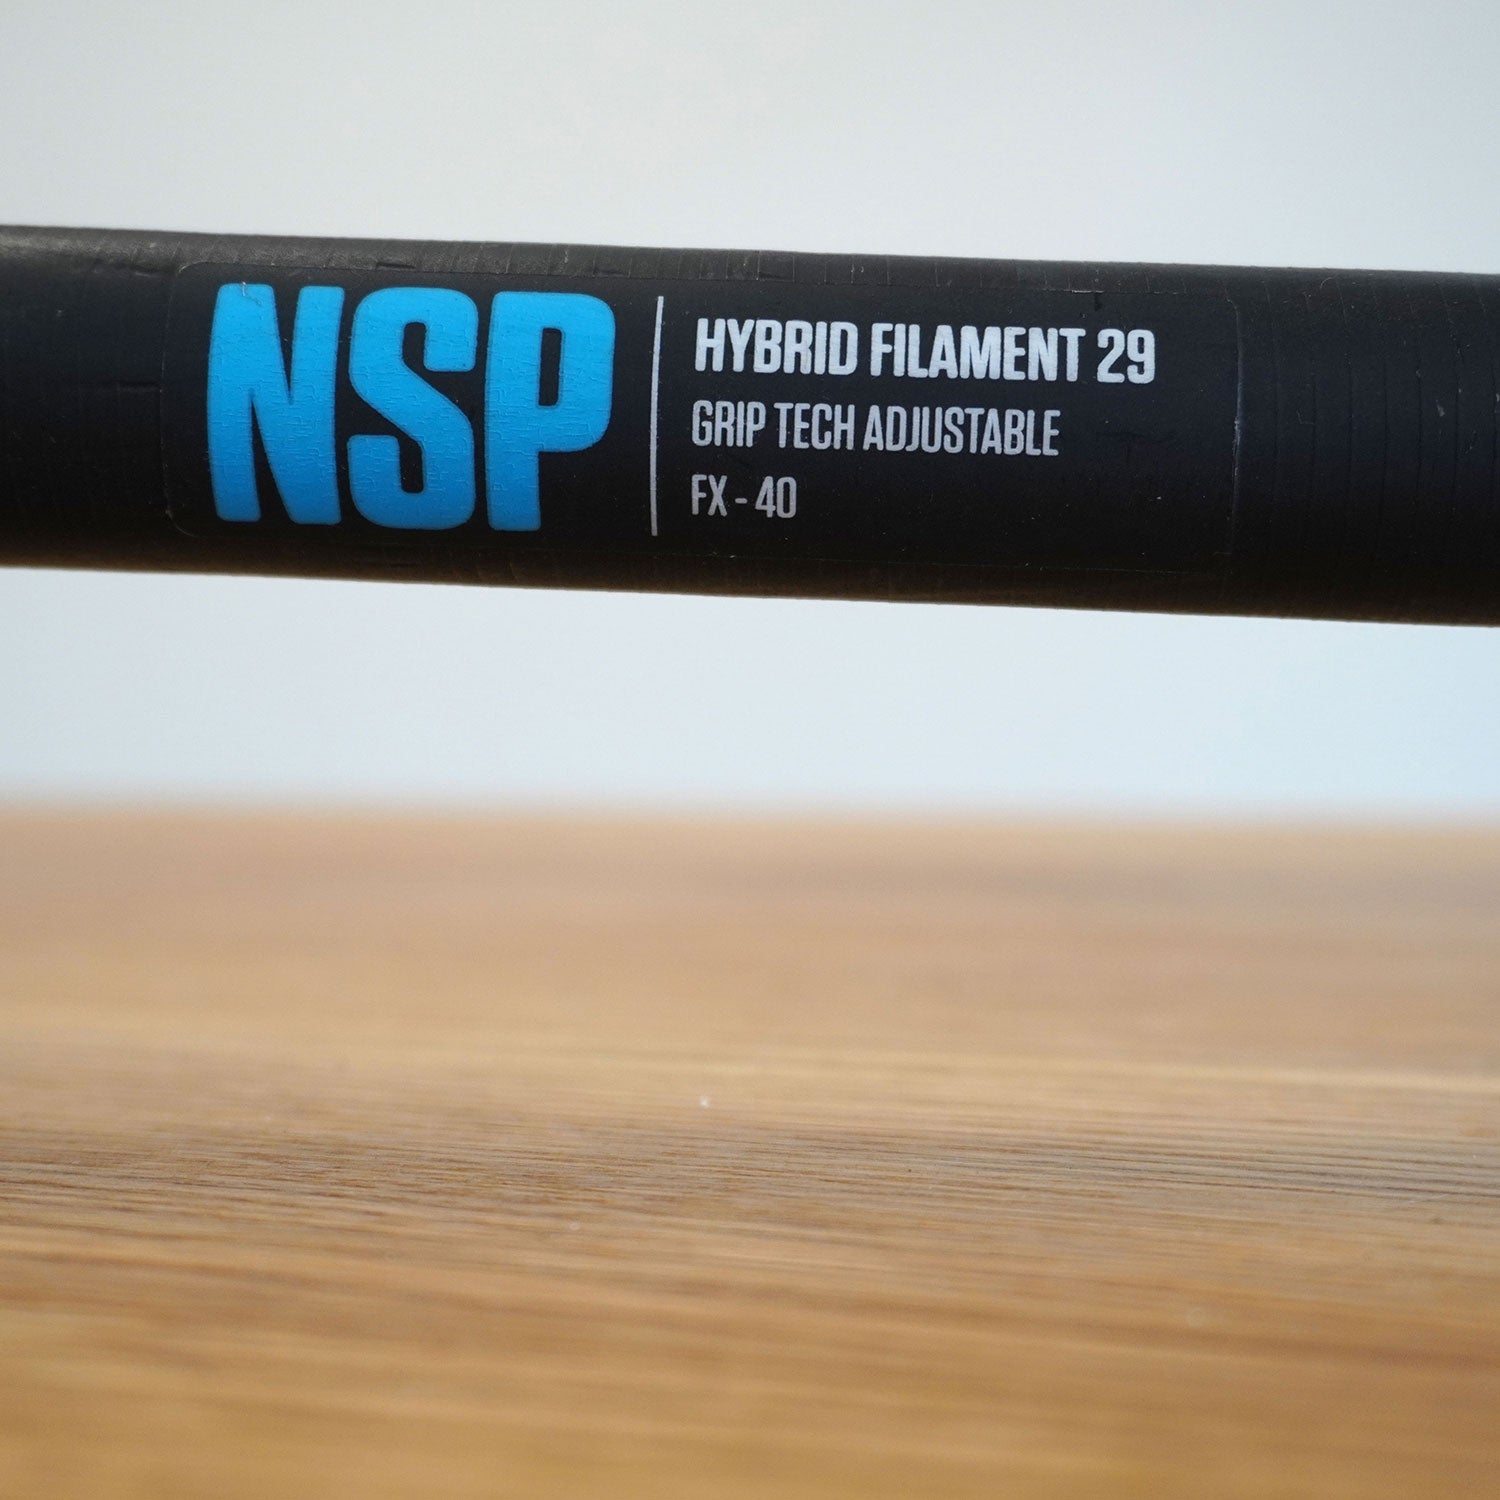 NSP
HYBRID FILAMENT 29
GRIP TECH ADJUSTABLE
FX - 40